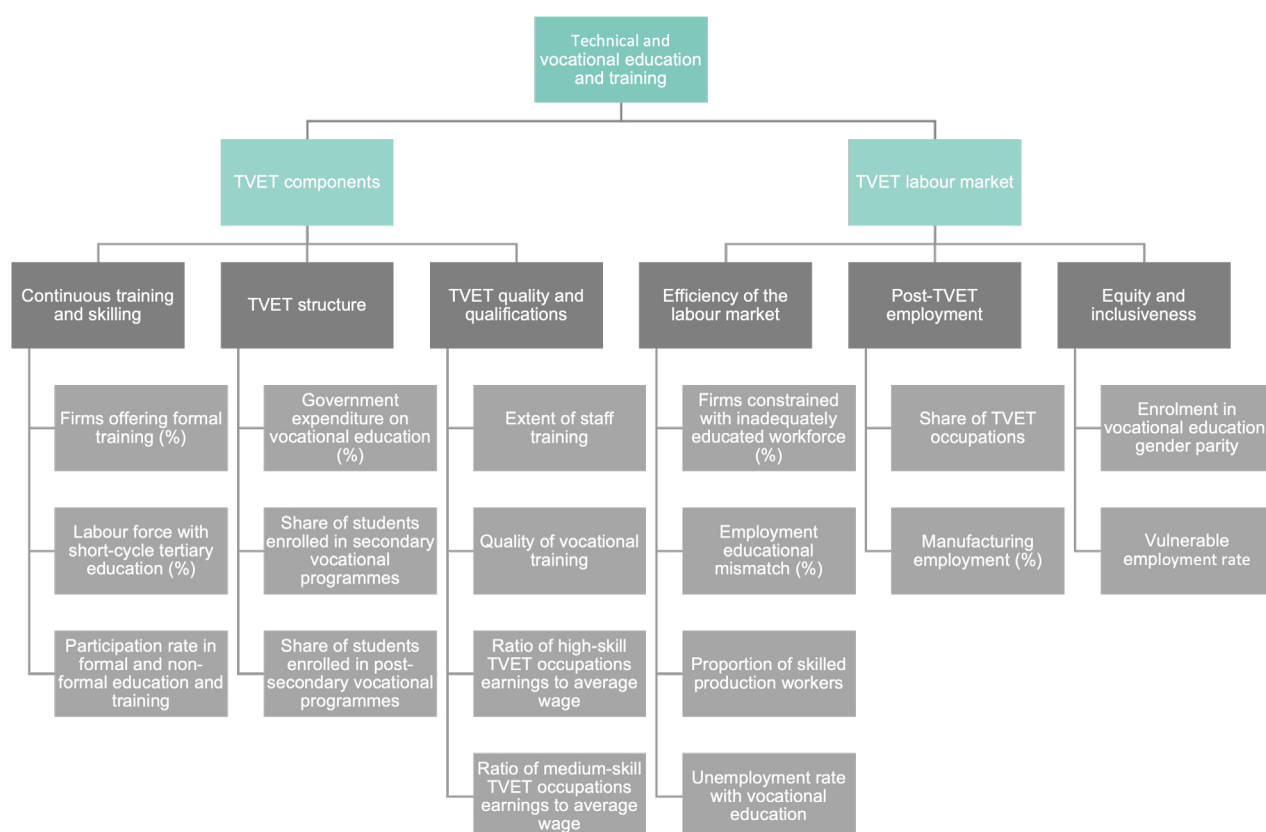 Technical and
vocational education
and training
TVET components
TVET labour market
Continuous training
and skilling
TVET structure
TVET quality and
qualifications
Efficiency of the
labour market
Post-TVET
employment
Equity and
inclusiveness
Firms offering formal
training (%)
Labour force with
short-cycle tertiary
education (%)
Participation rate in
formal and non-
formal education and
training
Government
expenditure on
vocational education
(%)
Share of students
enrolled in secondary
vocational
programmes
Share of students
enrolled in post-
secondary vocational
programmes
Extent of staff
training
Quality of vocational
training
Ratio of high-skill
TVET occupations
earnings to average
wage
Ratio of medium-skill
TVET occupations
earnings to average
wage
Firms constrained
with inadequately
educated workforce
(%)
Employment
educational
mismatch (%)
Proportion of skilled
production workers
Unemployment rate
with vocational
education
Share of TVET
occupations
Manufacturing
employment (%)
Enrolment in
vocational education
gender parity
Vulnerable
employment rate